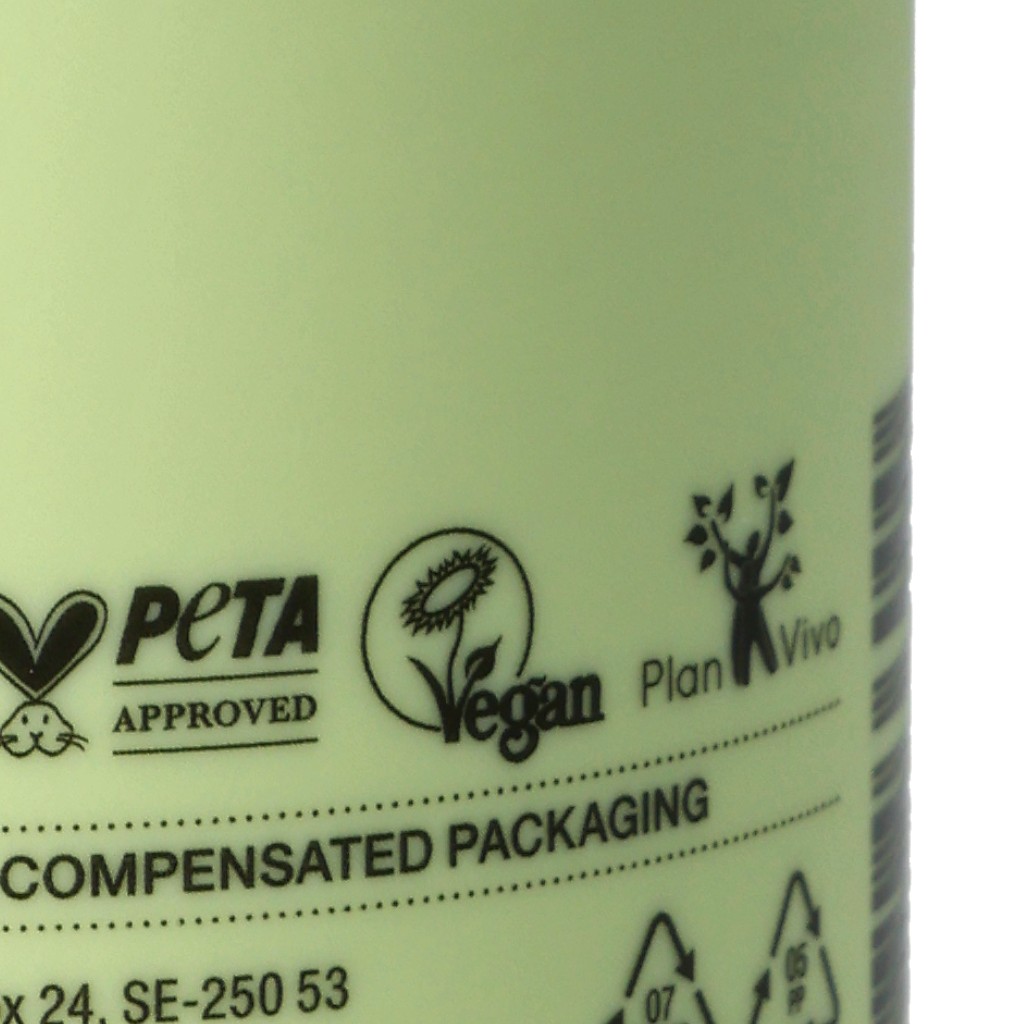 PETA
APPROVED
Vegan
Plan Vivo
COMPENSATED PACKAGING
24, SE-250 53
07
05
PP